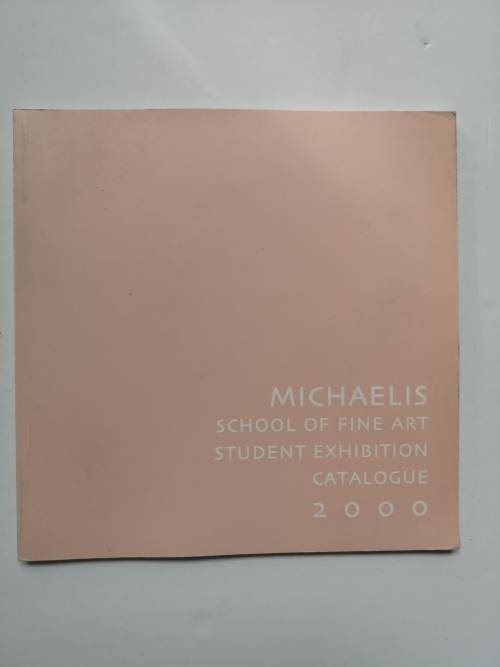 MICHAELIS
SCHOOL OF FINE ART
STUDENT EXHIBITION
CATALOGUE
2000